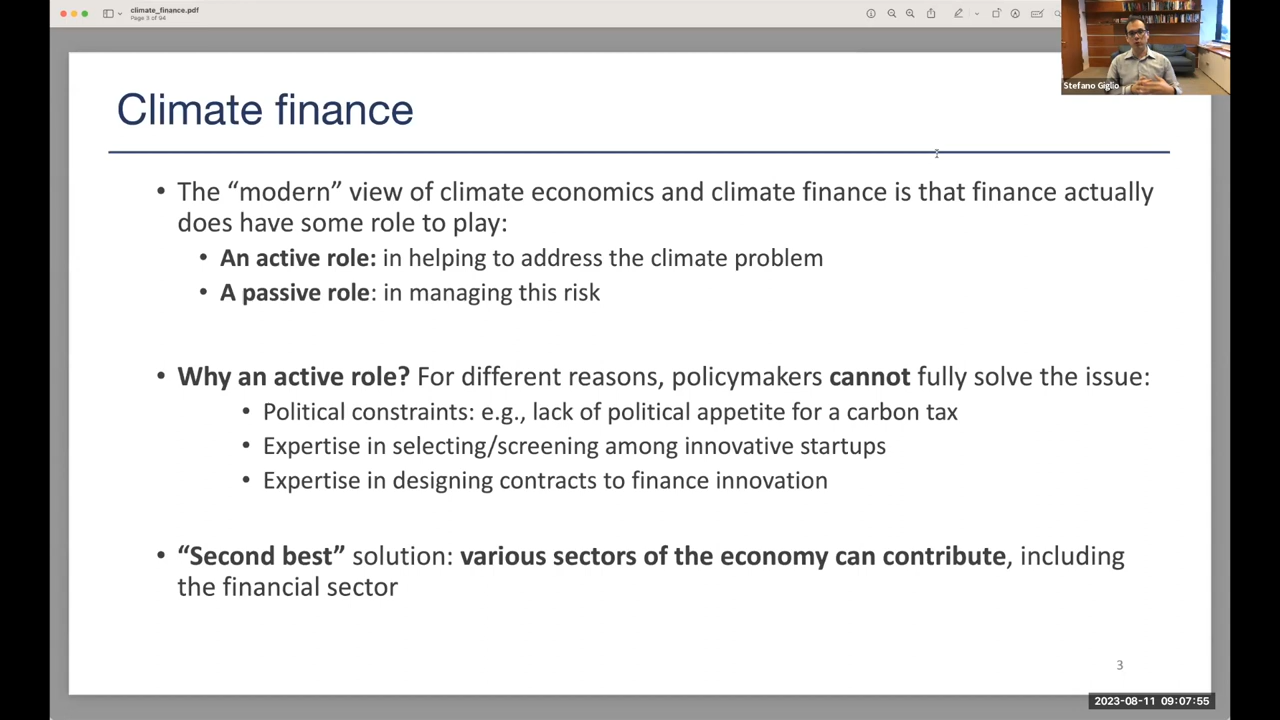 climate_finance.pdf
Page 3 of 94
Stefano Giglio
Climate finance
• The “modern” view of climate economics and climate finance is that finance actually
does have some role to play:
• An active role: in helping to address the climate problem
• A passive role: in managing this risk
• Why an active role? For different reasons, policymakers cannot fully solve the issue:
• Political constraints: e.g., lack of political appetite for a carbon tax
• Expertise in selecting/screening among innovative startups
• Expertise in designing contracts to finance innovation
• “Second best” solution: various sectors of the economy can contribute, including
the financial sector
3
2023-08-11 09:07:55